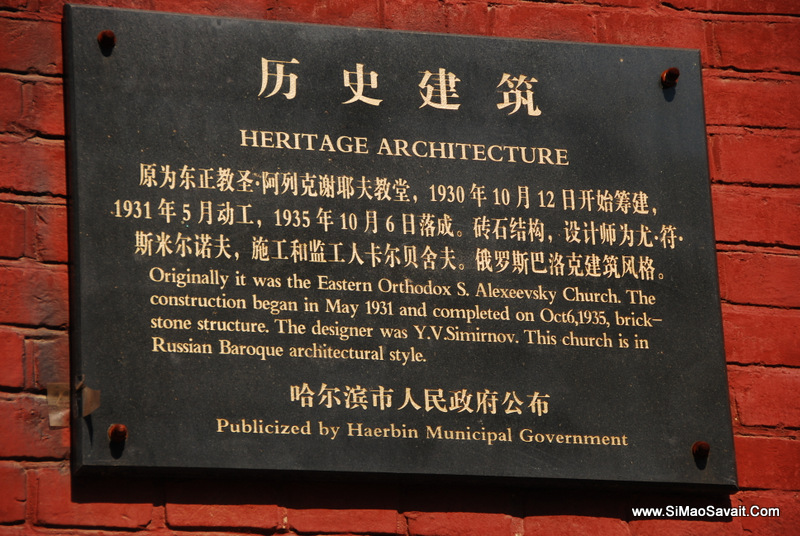 历史建筑
HERITAGE ARCHITECTURE
原为东正教圣·阿列克谢耶夫教堂，1930年10月12日开始筹建，
1931年5月动工，1935年10月6日落成。砖石结构，设计师为尤·符·
斯米尔诺夫，施工和监工人卡尔贝舍夫。俄罗斯巴洛克建筑风格。
Originally it was the Eastern Orthodox S. Alexeevsky Church. The
construction began in May 1931 and completed on Oct6,1935, brick-
stone structure. The designer was Y.V.Simirnov. This church is in
Russian Baroque architectural style.
哈尔滨市人民政府公布
Publicized by Haerbin Municipal Government
www.SiMaoSavait.Com